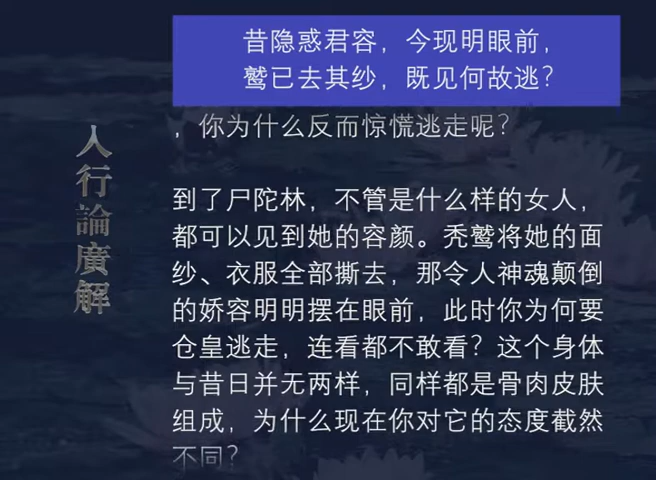 昔隐惑君容，今现明眼前，
鹫已去其纱，既见何故逃？
，你为什么反而惊慌逃走呢？
到了尸陀林，不管是什么样的女人，
都可以见到她的容颜。秃鹫将她的面
纱、衣服全部撕去，那令人神魂颠倒
的娇容明明摆在眼前，此时你为何要
仓皇逃走，连看都不敢看？这个身体
与昔日并无两样，同样都是骨肉皮肤
组成，为什么现在你对它的态度截然
不同？
入行論廣解